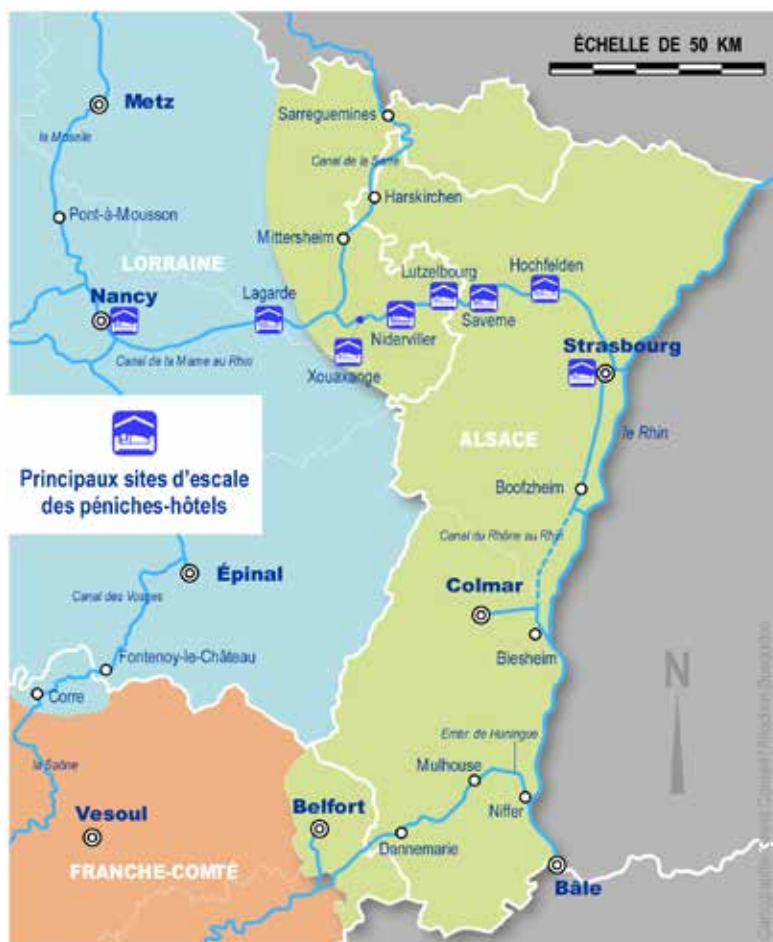 ÉCHELLE DE 50 KM
Metz
Sarreguemines
la Moselle
Canal de la Sarre
Harskirchen
Pont-à-Mousson
Mittersheim
LORRAINE
Lutzelbourg
Hochfelden
Nancy
Lagarde
Niderviller
Saverne
Canal de la Marne au Rhin
Xouaxange
Strasbourg
le Rhin
ALSACE
Principaux sites d'escale
des péniches-hôtels
Boofzheim
Canal du Rhône au Rhin
Épinal
Canal des Vosges
Colmar
Biesheim
Fontenoy-le-Château
Corre
N
la Saône
Embr. de Huningue
Mulhouse
Niffer
Vesoul
Belfort
Dannemarie
FRANCHE-COMTÉ
Bâle